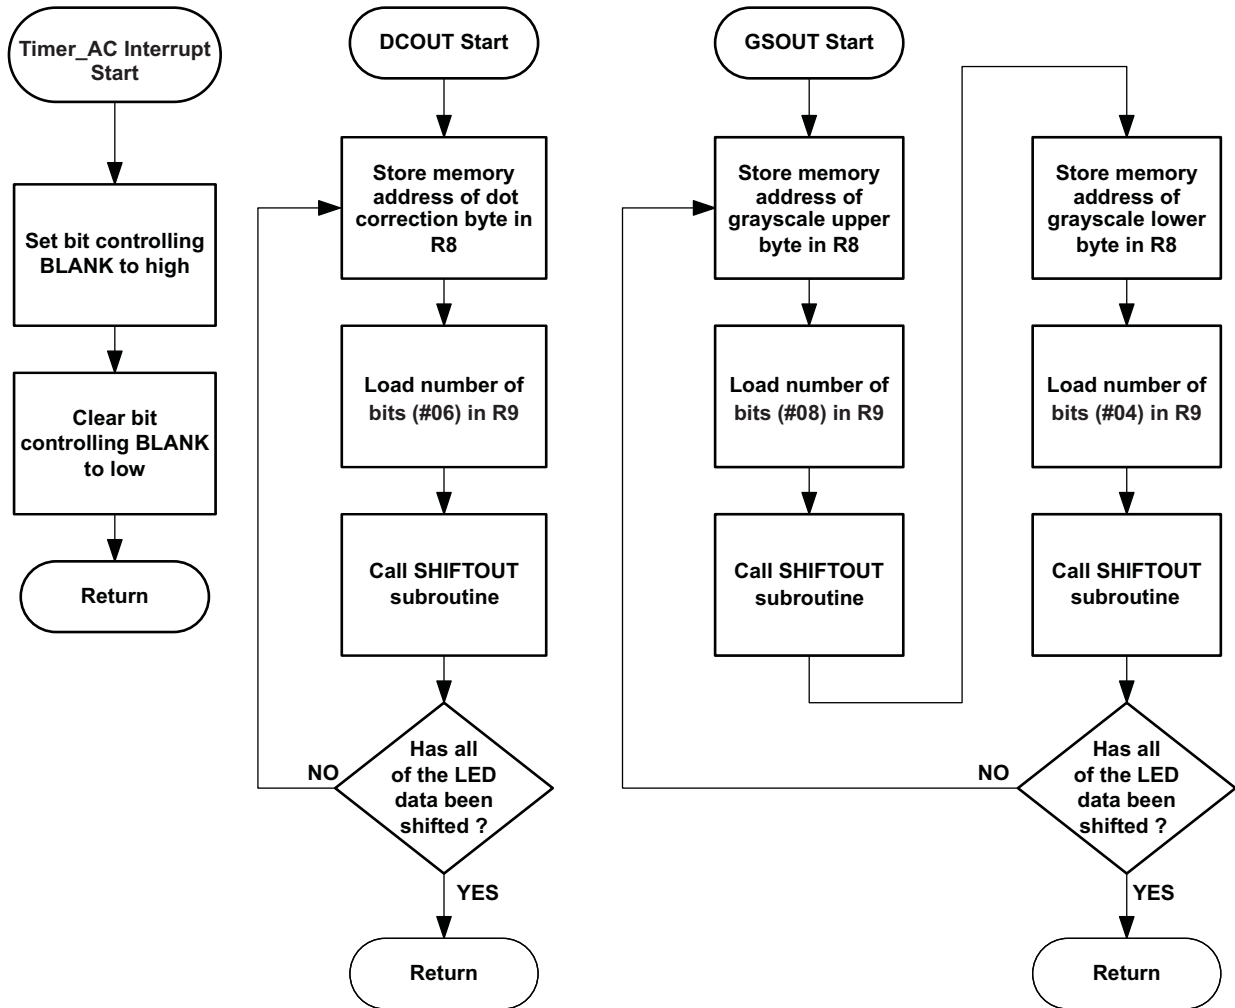 Timer_AC Interrupt
Start
Set bit controlling
BLANK to high
Clear bit
controlling BLANK
to low
Return
DCOUT Start
Store memory
address of dot
correction byte in
R8
Load number of
bits (#06) in R9
Call SHIFTOUT
subroutine
Has all
of the LED
data been
shifted ?
NO
YES
Return
GSOUT Start
Store memory
address of
grayscale upper
byte in R8
Load number of
bits (#08) in R9
Call SHIFTOUT
subroutine
Store memory
address of
grayscale lower
byte in R8
Load number of
bits (#04) in R9
Call SHIFTOUT
subroutine
Has all
of the LED
data been
shifted ?
NO
YES
Return